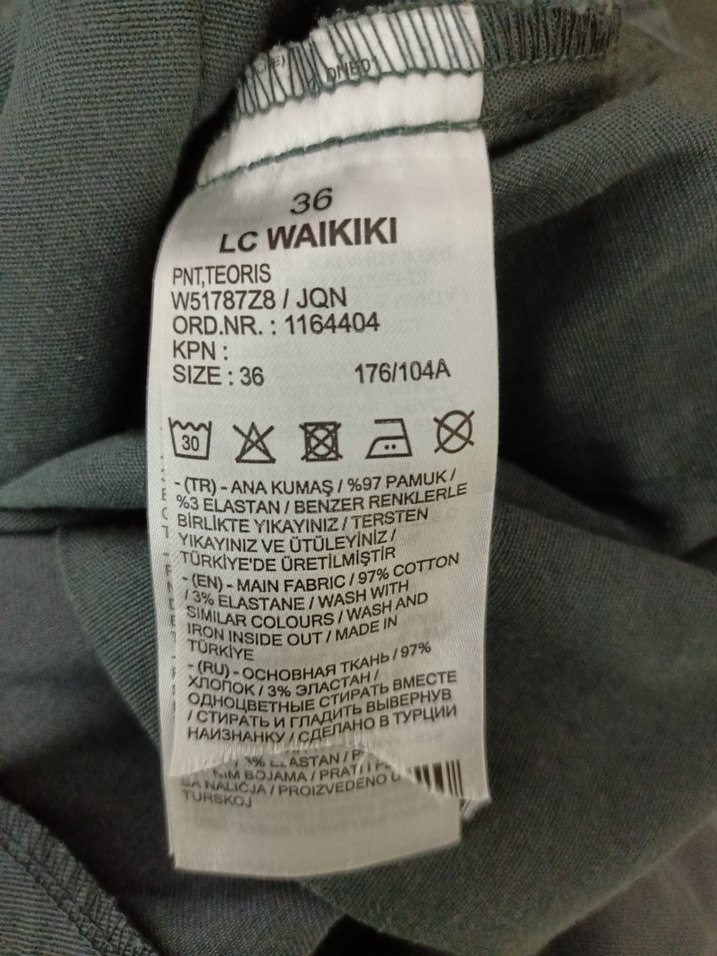 36
LC WAIKIKI
PNT,TEORIS
W51787Z8 / JQN
ORD.NR. : 1164404
KPN :
SIZE : 36 176/104A
30
- (TR) - ANA KUMAŞ / %97 PAMUK /
%3 ELASTAN / BENZER RENKLERLE
BİRLİKTE YIKAYINIZ / TERSTEN
YIKAYINIZ VE ÜTÜLEYİNİZ /
TÜRKİYE'DE ÜRETİLMİŞTİR
- (EN) - MAIN FABRIC / 97% COTTON
/ 3% ELASTANE / WASH WITH
SIMILAR COLOURS / WASH AND
IRON INSIDE OUT / MADE IN
TÜRKİYE
- (RU) - ОСНОВНАЯ ТКАНЬ / 97%
ХЛОПОК / 3% ЭЛАСТАН /
ОДНОЦВЕТНЫЕ СТИРАТЬ ВМЕСТЕ
/ СТИРАТЬ И ГЛАДИТЬ ВЫВЕРНУВ
НАИЗНАНКУ / СДЕЛАНО В ТУРЦИИ
3% ELASTAN /
BOJAMA / PRATI
SA NALIČJA / PROIZVEDENO U
TURSKOJ